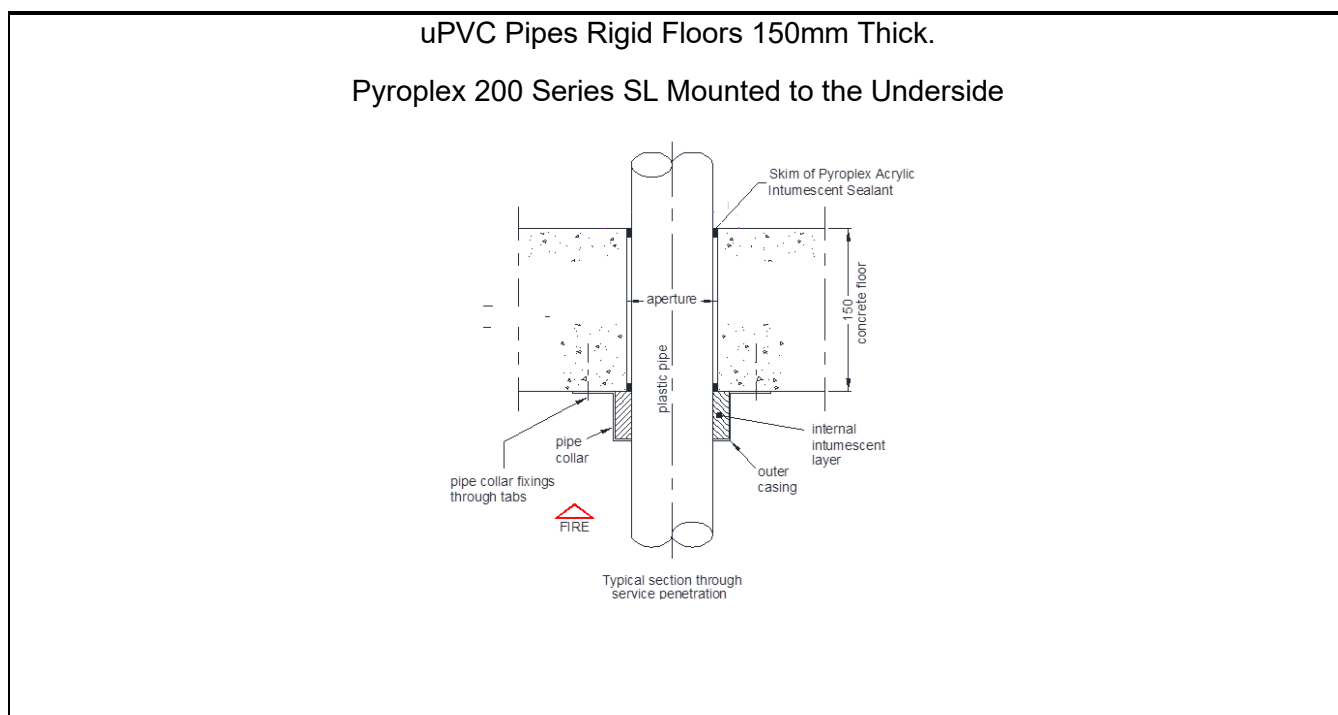 uPVC Pipes Rigid Floors 150mm Thick.
Pyroplex 200 Series SL Mounted to the Underside
Skim of Pyroplex Acrylic
Intumescent Sealant
aperture
150
concrete floor
plastic pipe
pipe
collar
internal
intumescent
layer
outer
casing
pipe collar fixings
through tabs
FIRE
Typical section through
service penetration